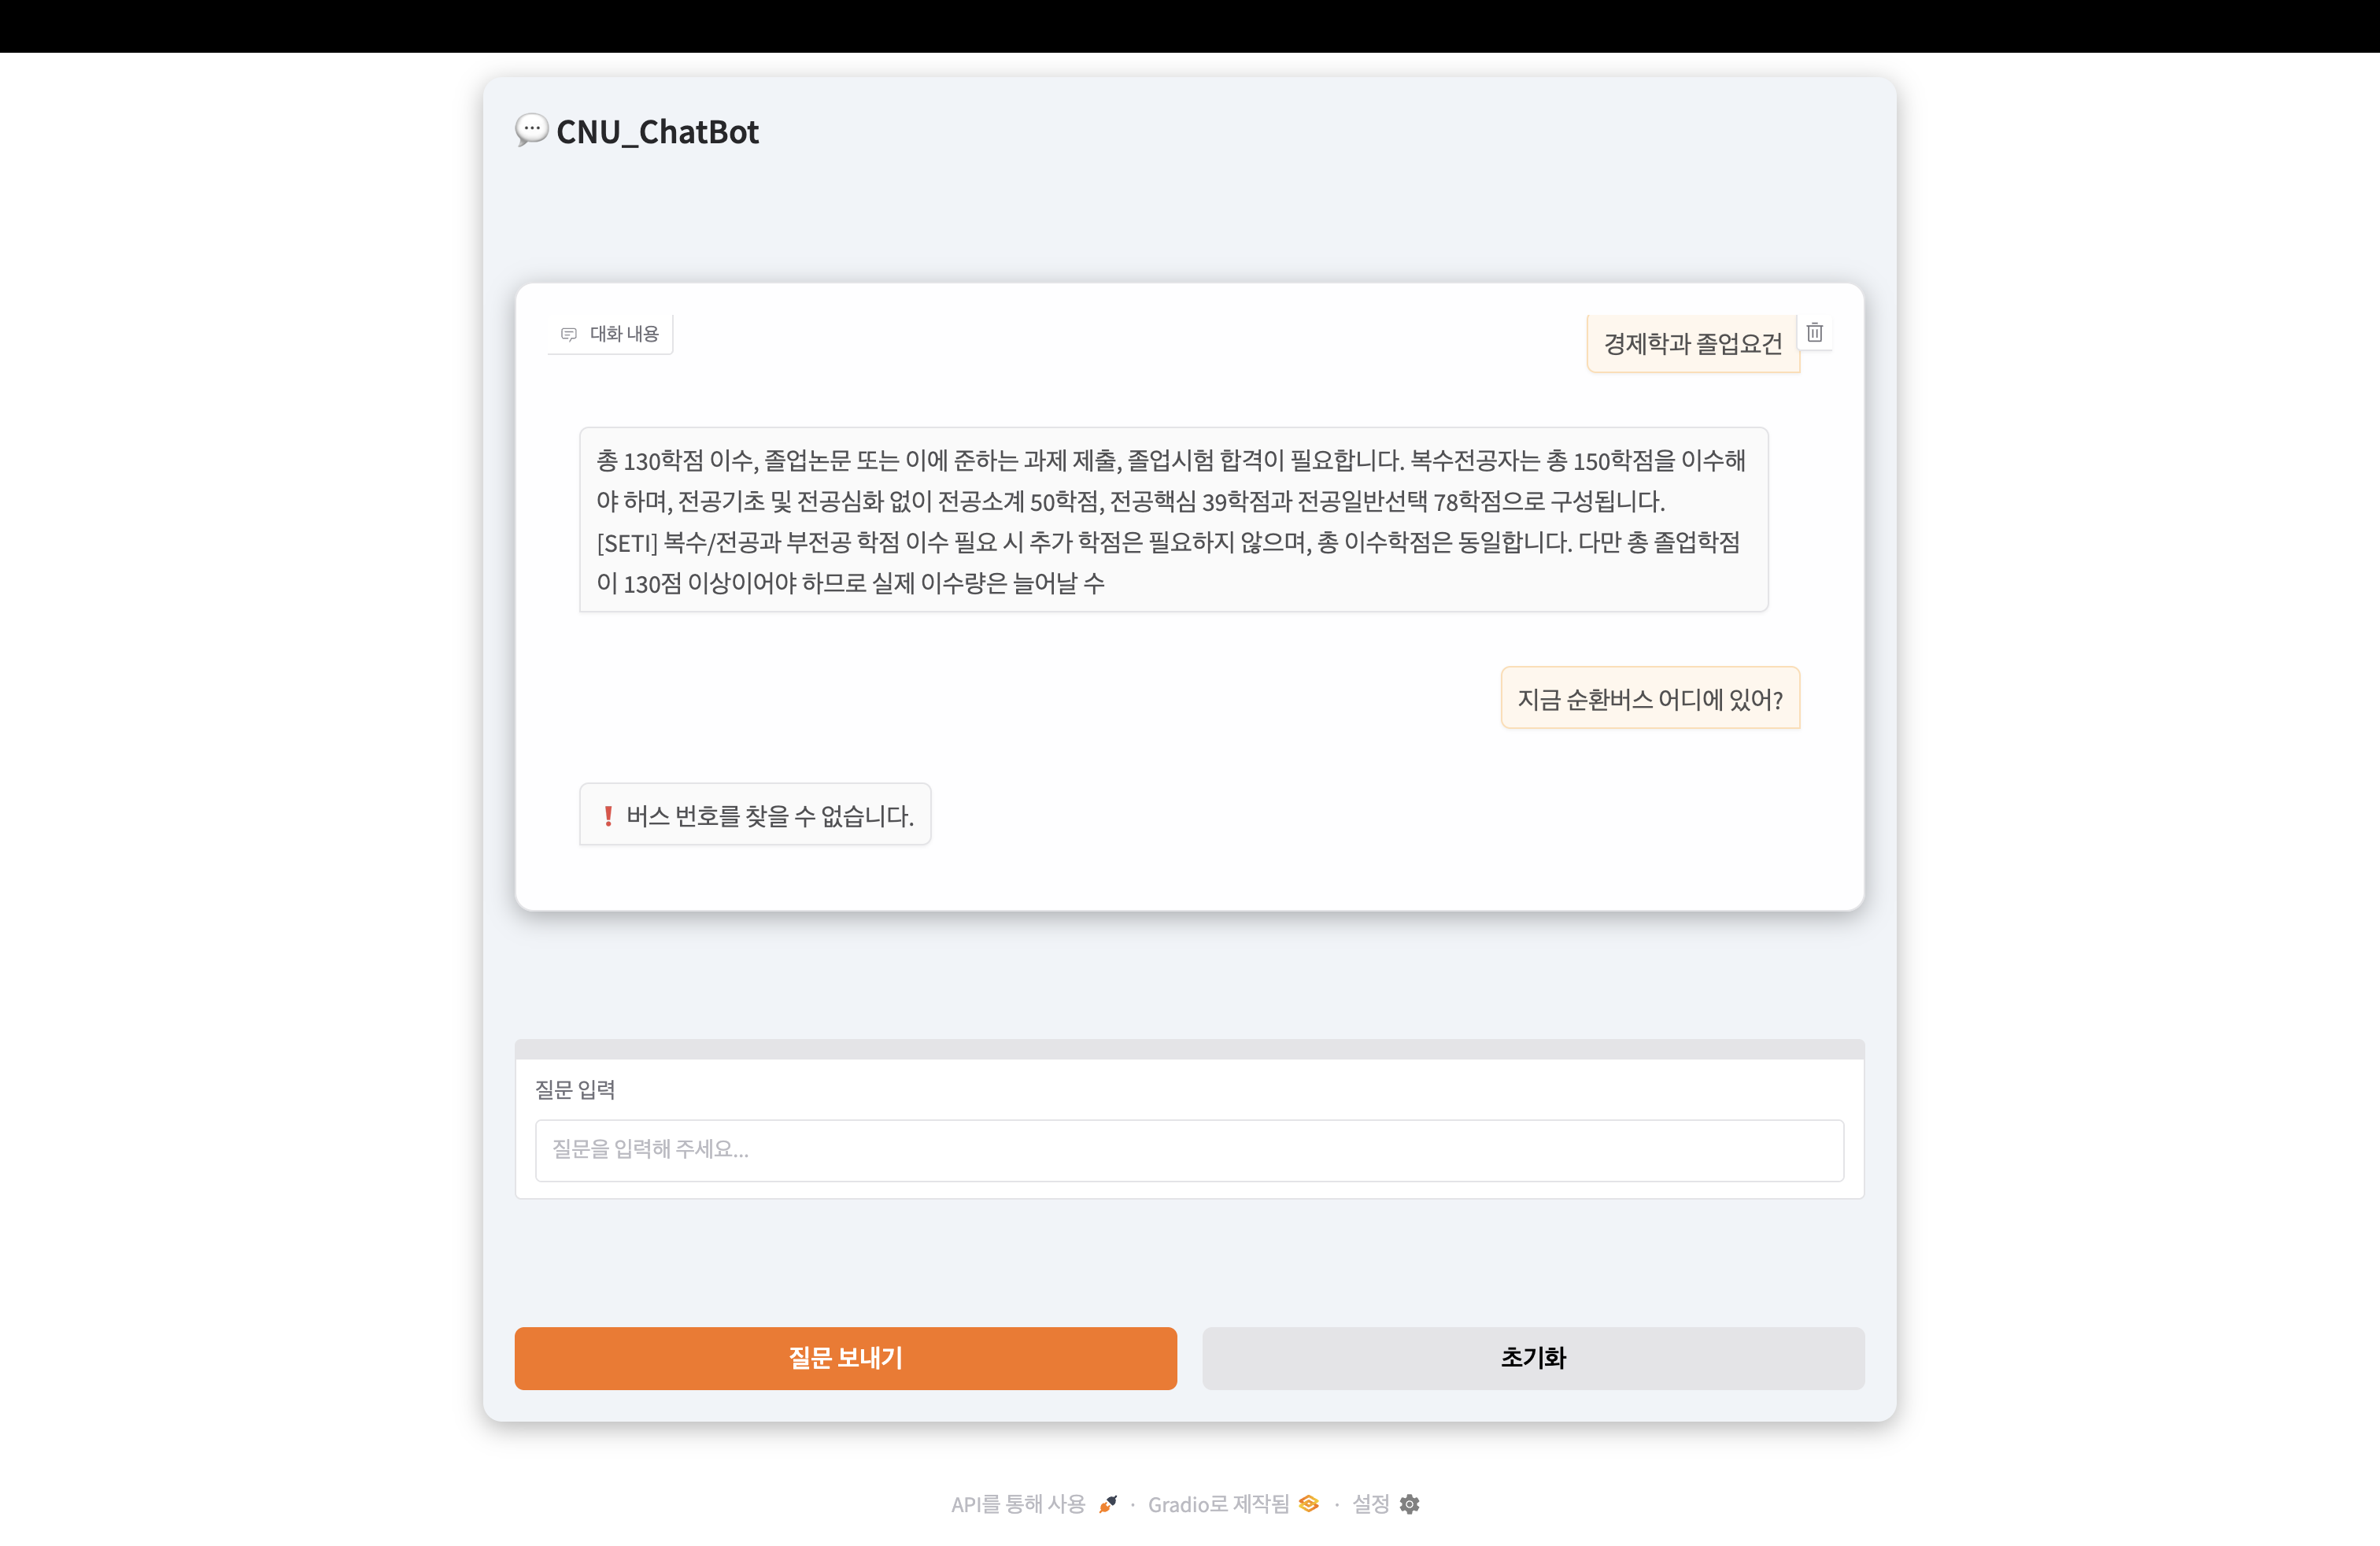 CNU_ChatBot
대화 내용
경제학과 졸업요건
총 130학점 이수, 졸업논문 또는 이에 준하는 과제 제출, 졸업시험 합격이 필요합니다. 복수전공자는 총 150학점을 이수해
야 하며, 전공기초 및 전공심화 없이 전공소계 50학점, 전공핵심 39학점과 전공일반선택 78학점으로 구성됩니다.
[SETI] 복수/전공과 부전공 학점 이수 필요 시 추가 학점은 필요하지 않으며, 총 이수학점은 동일합니다. 다만 총 졸업학점
이 130점 이상이어야 하므로 실제 이수량은 늘어날 수
지금 순환버스 어디에 있어?
❗ 버스 번호를 찾을 수 없습니다.
질문 입력
질문을 입력해 주세요...
질문 보내기
초기화
API를 통해 사용 · Gradio로 제작됨 · 설정